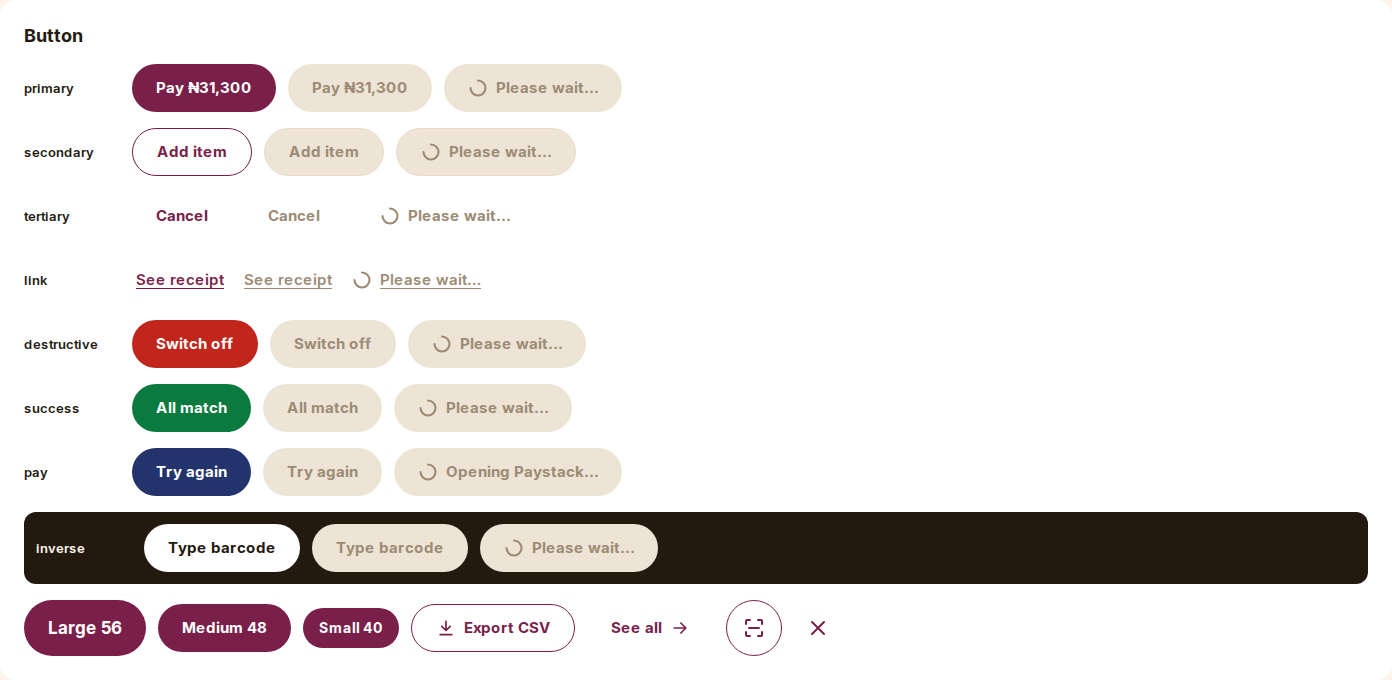 Button
primary Pay ₦31,300 Pay ₦31,300 Please wait...
secondary Add item Add item Please wait...
tertiary Cancel Cancel Please wait...
link See receipt See receipt Please wait...
destructive Switch off Switch off Please wait...
success All match All match Please wait...
pay Try again Try again Opening Paystack...
inverse Type barcode Type barcode Please wait...
Large 56 Medium 48 Small 40 Export CSV See all